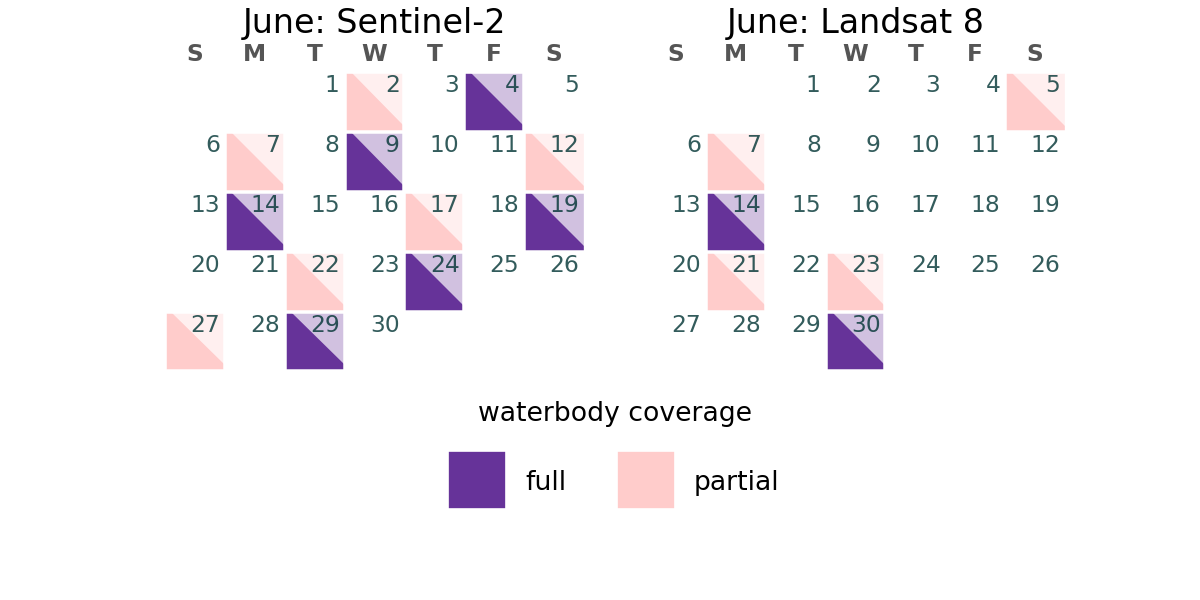 June: Sentinel-2
S M T W T F S
1 2 3 4 5
6 7 8 9 10 11 12
13 14 15 16 17 18 19
20 21 22 23 24 25 26
27 28 29 30
June: Landsat 8
S M T W T F S
1 2 3 4 5
6 7 8 9 10 11 12
13 14 15 16 17 18 19
20 21 22 23 24 25 26
27 28 29 30
waterbody coverage
full partial